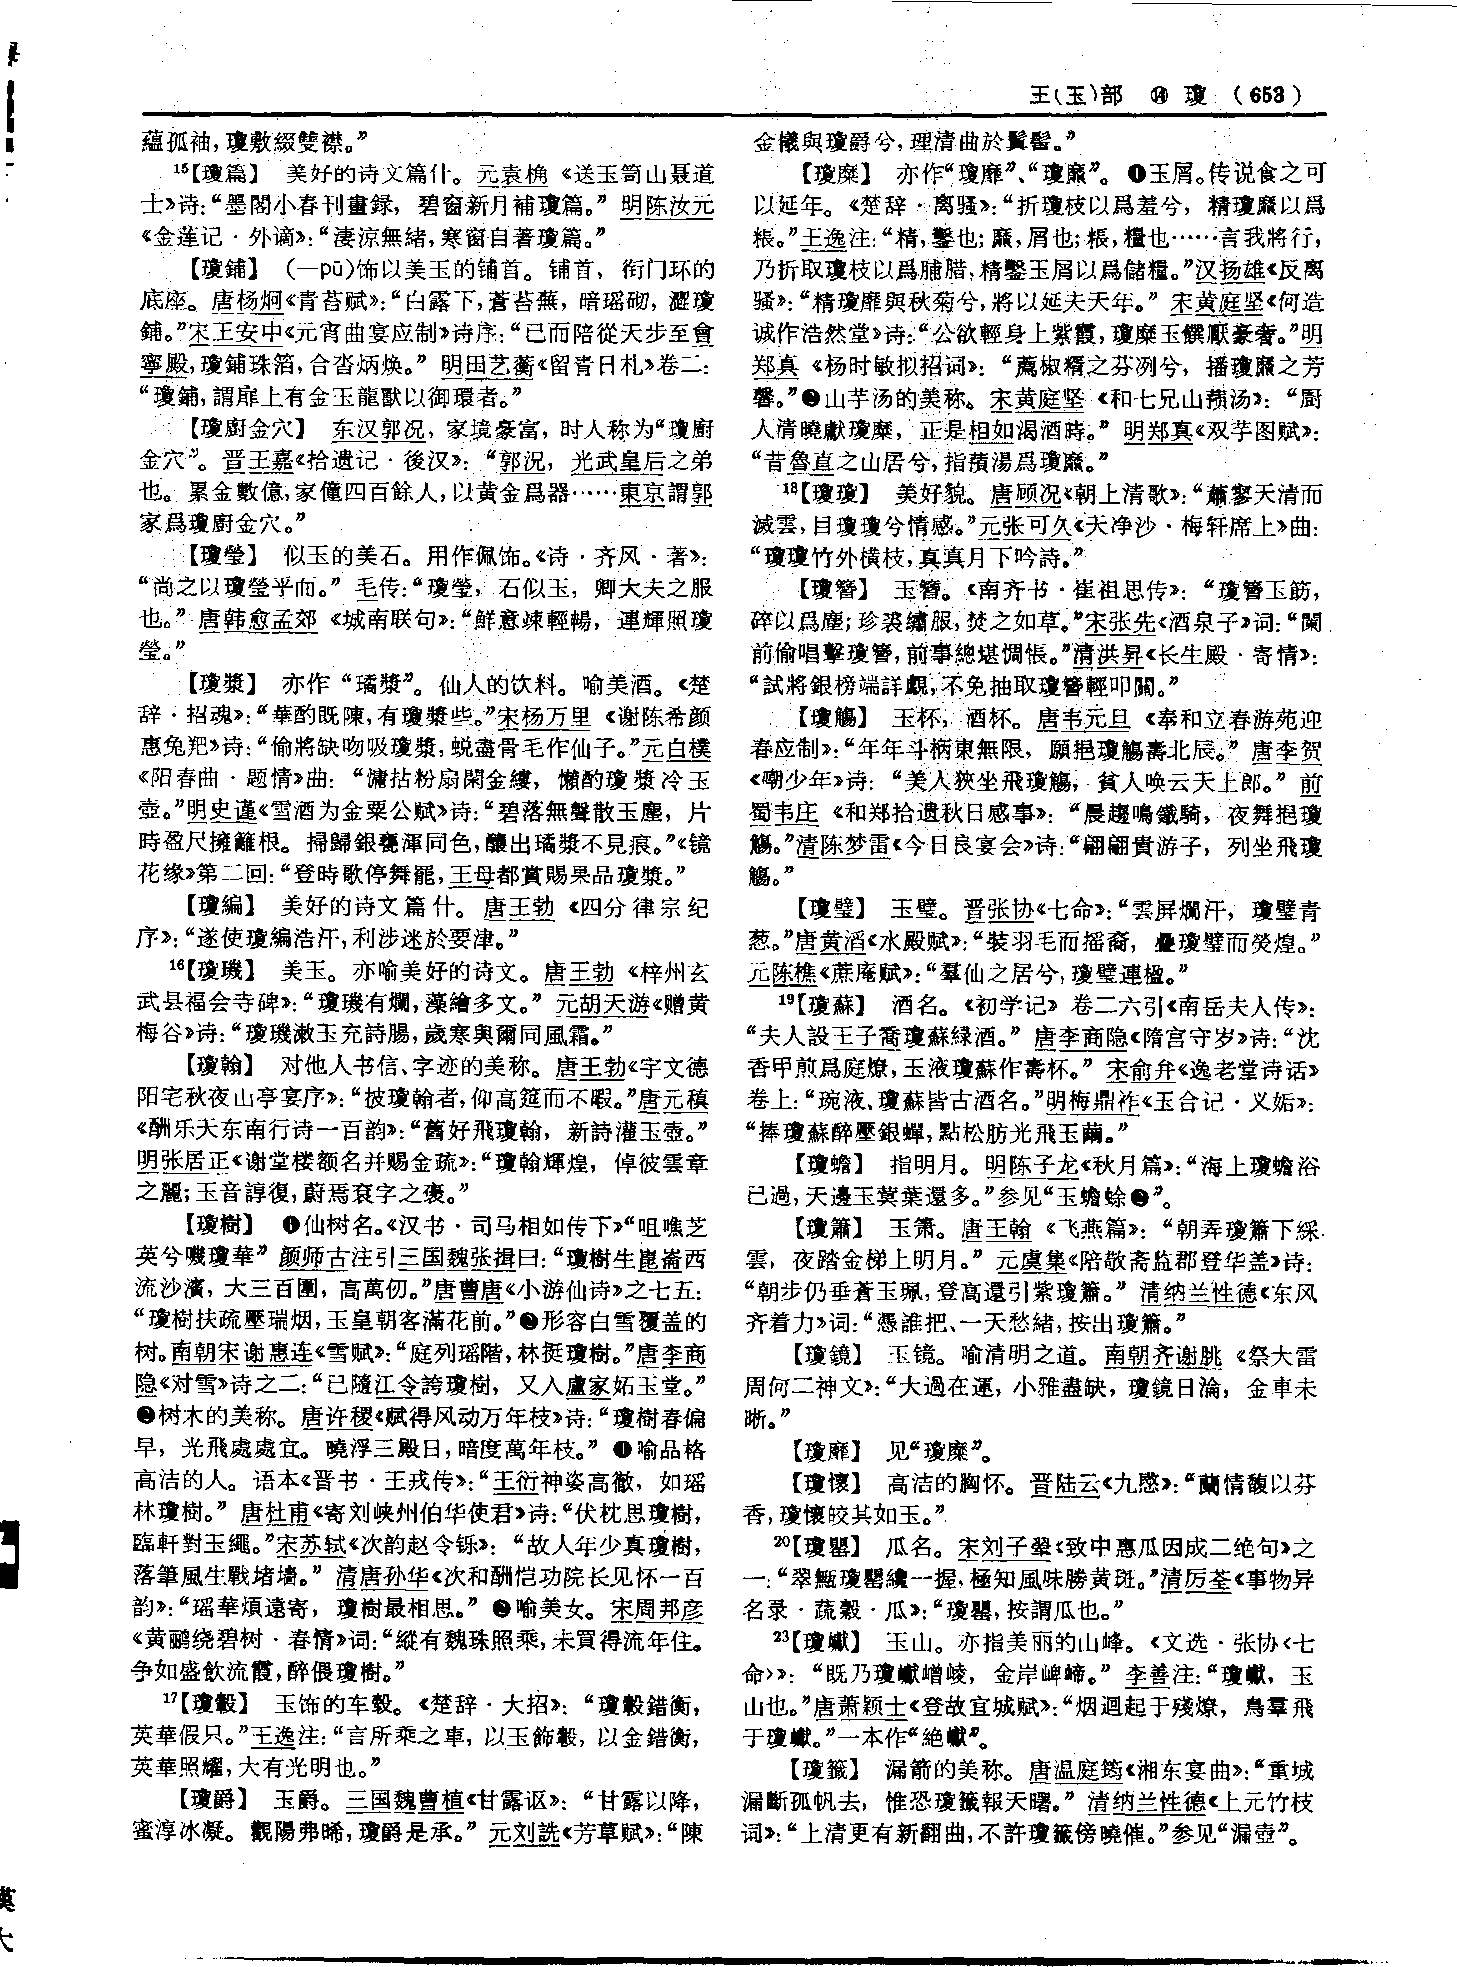 王(玉)部 ⑭ 瓊 (653)
蘊孤袖,瓊敷綴雙襟。”
15【瓊篇】 美好的诗文篇什。元袁桷《送玉笥山聂道
士》诗:“墨閣小春刊畫録,碧窗新月補瓊篇。”明陈汝元
《金莲记·外谪》:“淒涼無緒,寒窗自著瓊篇。”
【瓊鋪】 (—pū)饰以美玉的铺首。铺首,衔门环的
底座。唐杨炯《青苔赋》:“白露下,蒼苔蕪,暗瑶砌,澀瓊
鋪。”宋王安中《元宵曲宴应制》诗序:“已而陪從天步至會
寧殿,瓊鋪珠箔,合沓炳焕。”明田艺蘅《留青日札》卷二:
“瓊鋪,謂扉上有金玉龍獸以御環者。”
【瓊廚金穴】 东汉郭况,家境豪富,时人称为“瓊廚
金穴”。晋王嘉《拾遗记·後汉》:“郭況,光武皇后之弟
也。累金數億,家僮四百餘人,以黄金爲器……東京謂郭
家爲瓊廚金穴。”
【瓊瑩】 似玉的美石。用作佩饰。《诗·齐风·著》:
“尚之以瓊瑩乎而。”毛传:“瓊瑩,石似玉,卿大夫之服
也。”唐韩愈孟郊《城南联句》:“鮮意竦輕暢,連輝照瓊
瑩。”
【瓊漿】 亦作“璚漿”。仙人的饮料。喻美酒。《楚
辞·招魂》:“華酌既陳,有瓊漿些。”宋杨万里《谢陈希颜
惠兔羓》诗:“偷將缺吻吸瓊漿,蜕盡骨毛作仙子。”元白樸
《阳春曲·题情》曲:“慵拈粉扇閑金縷,懶酌瓊漿冷玉
壺。”明史谨《雪酒为金粟公赋》诗:“碧落無聲散玉塵,片
時盈尺擁籬根。掃歸銀甕渾同色,釀出璚漿不見痕。”《镜
花缘》第二回:“登時歌停舞罷,王母都賞賜果品瓊漿。”
【瓊編】 美好的诗文篇什。唐王勃《四分律宗纪
序》:“遂使瓊編浩汗,利涉迷於要津。”
16【瓊璣】 美玉。亦喻美好的诗文。唐王勃《梓州玄
武县福会寺碑》:“瓊璣有爛,藻繪多文。”元胡天游《赠黄
梅谷》诗:“瓊璣漱玉充詩腸,歲寒與爾同風霜。”
【瓊翰】 对他人书信、字迹的美称。唐王勃《宇文德
阳宅秋夜山亭宴序》:“披瓊翰者,仰高筵而不暇。”唐元稹
《酬乐天东南行诗一百韵》:“舊好飛瓊翰,新詩灌玉壺。”
明张居正《谢堂楼额名并赐金疏》:“瓊翰輝煌,倬彼雲章
之麗;玉音諄復,蔚焉袞字之褒。”
【瓊樹】 ❶仙树名。《汉书·司马相如传下》“咀噍芝
英兮嘰瓊華”颜师古注引三国魏张揖曰:“瓊樹生崑崙西
流沙濱,大三百圍,高萬仞。”唐曹唐《小游仙诗》之七五:
“瓊樹扶疏壓瑞烟,玉皇朝客滿花前。”❷形容白雪覆盖的
树。南朝宋谢惠连《雪赋》:“庭列瑶階,林挺瓊樹。”唐李商
隐《对雪》诗之二:“已隨江令誇瓊樹,又入盧家妬玉堂。”
❸树木的美称。唐许稷《赋得风动万年枝》诗:“瓊樹春偏
早,光飛處處宜。曉浮三殿日,暗度萬年枝。”❹喻品格
高洁的人。语本《晋书·王戎传》:“王衍神姿高徹,如瑶
林瓊樹。”唐杜甫《寄刘峡州伯华使君》诗:“伏枕思瓊樹,
臨軒對玉繩。”宋苏轼《次韵赵令铄》:“故人年少真瓊樹,
落筆風生戰堵墙。”清唐孙华《次和酬恺功院长见怀一百
韵》:“瑶華煩遠寄,瓊樹最相思。”❺喻美女。宋周邦彦
《黄鹂绕碧树·春情》词:“縱有魏珠照乘,未買得流年住。
争如盛飲流霞,醉偎瓊樹。”
17【瓊轂】 玉饰的车毂。《楚辞·大招》:“瓊轂錯衡,
英華假只。”王逸注:“言所乘之車,以玉飾轂,以金錯衡,
英華照耀,大有光明也。”
【瓊爵】 玉爵。三国魏曹植《甘露讴》:“甘露以降,
蜜淳冰凝。觀陽弗晞,瓊爵是承。”元刘詵《芳草赋》:“陳
金檥與瓊爵兮,理清曲於鬒髻。”
【瓊糜】 亦作“瓊靡”、“瓊爢”。❶玉屑。传说食之可
以延年。《楚辞·离骚》:“折瓊枝以爲羞兮,精瓊爢以爲
粻。”王逸注:“精,鑿也;爢,屑也;粻,糧也……言我將行,
乃折取瓊枝以爲脯腊,精鑿玉屑以爲儲糧。”汉扬雄《反离
骚》:“精瓊靡與秋菊兮,將以延夫天年。”宋黄庭坚《何造
诚作浩然堂》诗:“公欲輕身上紫霞,瓊糜玉饌厭豪奢。”明
郑真《杨时敏拟招词》:“薦椒糈之芬冽兮,播瓊爢之芳
馨。”❷山芋汤的美称。宋黄庭坚《和七兄山蓣汤》:“厨
人清曉獻瓊糜,正是相如渴酒時。”明郑真《双芋图赋》:
“昔魯直之山居兮,指蕷湯爲瓊爢。”
18【瓊瓊】 美好貌。唐顾况《朝上清歌》:“蕭寥天清而
滅雲,目瓊瓊兮情感。”元张可久《天净沙·梅轩席上》曲:
“瓊瓊竹外横枝,真真月下吟詩。”
【瓊簪】 玉簪。《南齐书·崔祖思传》:“瓊簪玉筯,
碎以爲塵;珍裘繡服,焚之如草。”宋张先《酒泉子》词:“闌
前偷唱擊瓊簪,前事總堪惆悵。”清洪昇《长生殿·寄情》:
“試將銀榜端詳覷,不免抽取瓊簪輕叩關。”
【瓊觴】 玉杯,酒杯。唐韦元旦《奉和立春游苑迎
春应制》:“年年斗柄東無限,願挹瓊觴壽北辰。”唐李贺
《嘲少年》诗:“美人狹坐飛瓊觴,貧人唤云天上郎。”前
蜀韦庄《和郑拾遗秋日感事》:“晨趨鳴鐵騎,夜舞挹瓊
觴。”清陈梦雷《今日良宴会》诗:“翩翩貴游子,列坐飛瓊
觴。”
【瓊璧】 玉璧。晋张协《七命》:“雲屏爛汗,瓊璧青
葱。”唐黄滔《水殿赋》:“裝羽毛而摇裔,疊瓊璧而熒煌。”
元陈樵《蔗庵赋》:“羣仙之居兮,瓊璧連楹。”
19【瓊蘇】 酒名。《初学记》卷二六引《南岳夫人传》:
“夫人設王子喬瓊蘇緑酒。”唐李商隐《隋宫守岁》诗:“沈
香甲煎爲庭燎,玉液瓊蘇作壽杯。”宋俞弁《逸老堂诗话》
卷上:“琬液、瓊蘇皆古酒名。”明梅鼎祚《玉合记·义姤》:
“捧瓊蘇醉壓銀蟬,點松肪光飛玉繭。”
【瓊蟾】 指明月。明陈子龙《秋月篇》:“海上瓊蟾浴
已過,天邊玉蓂葉還多。”参见“玉蟾蜍❷”。
【瓊簫】 玉箫。唐王翰《飞燕篇》:“朝弄瓊簫下綵
雲,夜踏金梯上明月。”元虞集《陪敬斋监郡登华盖》诗:
“朝步仍垂蒼玉珮,登高還引紫瓊簫。”清纳兰性德《东风
齐着力》词:“憑誰把、一天愁緒,按出瓊簫。”
【瓊鏡】 玉镜。喻清明之道。南朝齐谢朓《祭大雷
周何二神文》:“大過在運,小雅盡缺,瓊鏡日淪,金車未
晰。”
【瓊靡】 见“瓊糜”。
【瓊懷】 高洁的胸怀。晋陆云《九愍》:“蘭情馥以芬
香,瓊懷皎其如玉。”
20【瓊罌】 瓜名。宋刘子翚《致中惠瓜因成二绝句》之
一:“翠甒瓊罌纔一握,極知風味勝黄斑。”清厉荃《事物异
名录·蔬穀·瓜》:“瓊罌,按謂瓜也。”
23【瓊巘】 玉山。亦指美丽的山峰。《文选·张协〈七
命〉》:“既乃瓊巘嶒崚,金岸崥崹。”李善注:“瓊巘,玉
山也。”唐萧颖士《登故宜城赋》:“烟迴起于殘燎,鳥羣飛
于瓊巘。”一本作“絶巘”。
【瓊籤】 漏箭的美称。唐温庭筠《湘东宴曲》:“重城
漏斷孤帆去,惟恐瓊籤報天曙。”清纳兰性德《上元竹枝
词》:“上清更有新翻曲,不許瓊籤傍曉催。”参见“漏壺”。